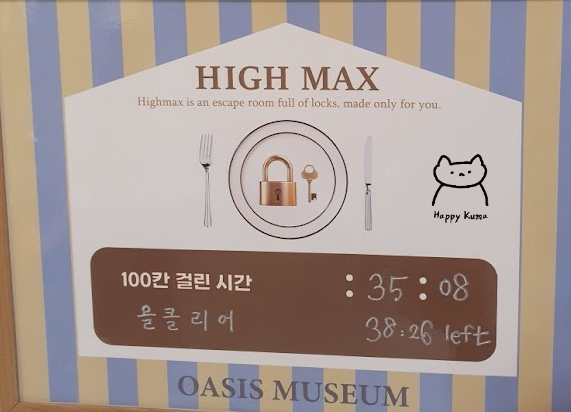 HIGH MAX
Highmax is an escape room full of locks, made only for you.
Happy Kuma
100칸 걸린 시간 : 35 : 08
올클리어 38:26 left
OASIS MUSEUM